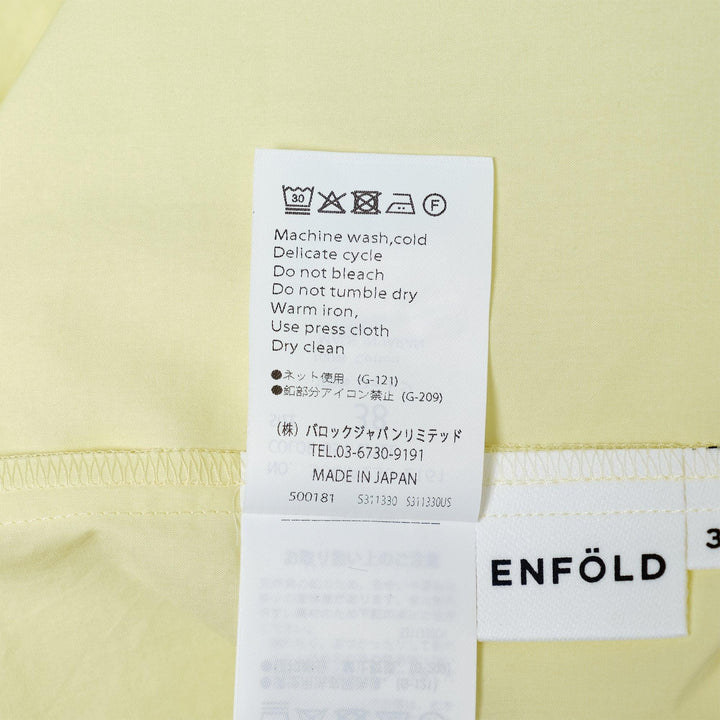 30
F
Machine wash,cold
Delicate cycle
Do not bleach
Do not tumble dry
Warm iron,
Use press cloth
Dry clean
●ネット使用 (G-121)
●釦部分アイロン禁止 (G-209)
(株) バロックジャパンリミテッド
TEL.03-6730-9191
MADE IN JAPAN
500181 S311330 S311330US
ENFÖLD
3